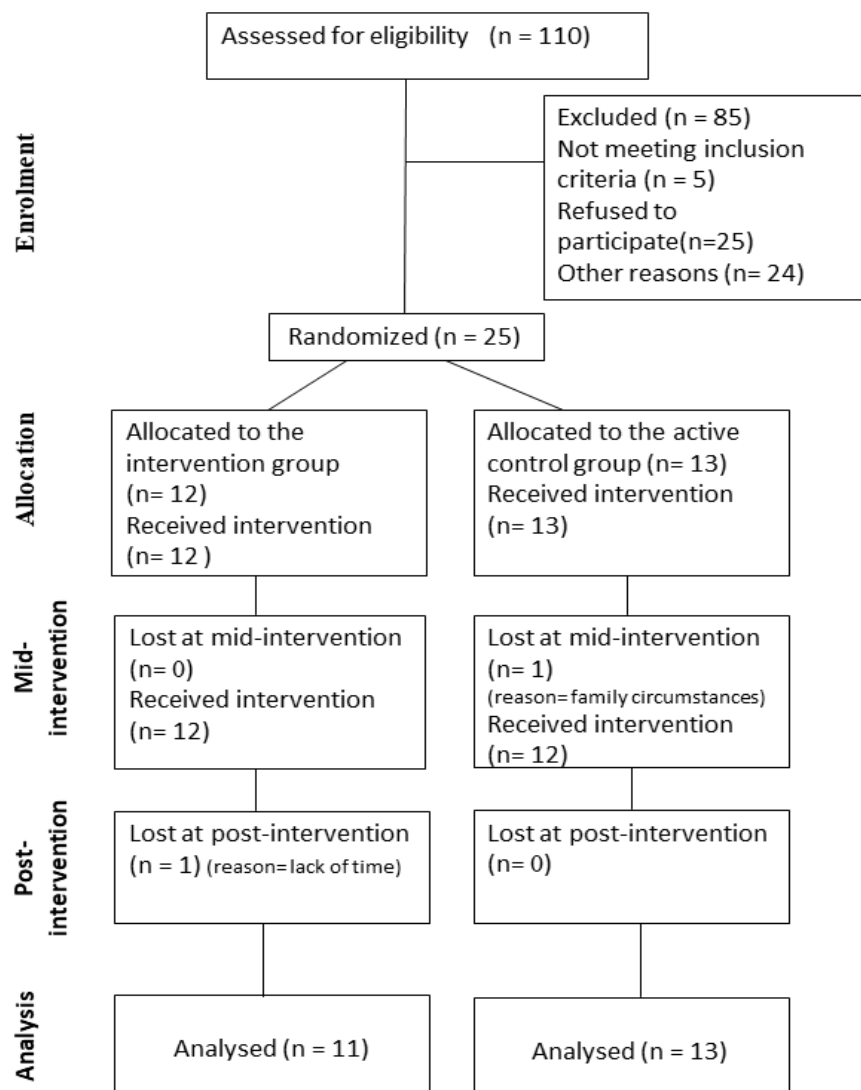 Assessed for eligibility (n = 110)
Enrolment
Excluded (n = 85)
Not meeting inclusion
criteria (n = 5)
Refused to
participate(n=25)
Other reasons (n= 24)
Randomized (n = 25)
Allocation
Allocated to the
intervention group
(n= 12)
Received intervention
(n= 12 )
Allocated to the active
control group (n= 13)
Received intervention
(n= 13)
Mid-
intervention
Lost at mid-intervention
(n= 0)
Received intervention
(n= 12)
Lost at mid-intervention
(n= 1)
(reason= family circumstances)
Received intervention
(n= 12)
Post-
intervention
Lost at post-intervention
(n = 1) (reason= lack of time)
Lost at post-intervention
(n= 0)
Analysis
Analysed (n = 11)
Analysed (n = 13)